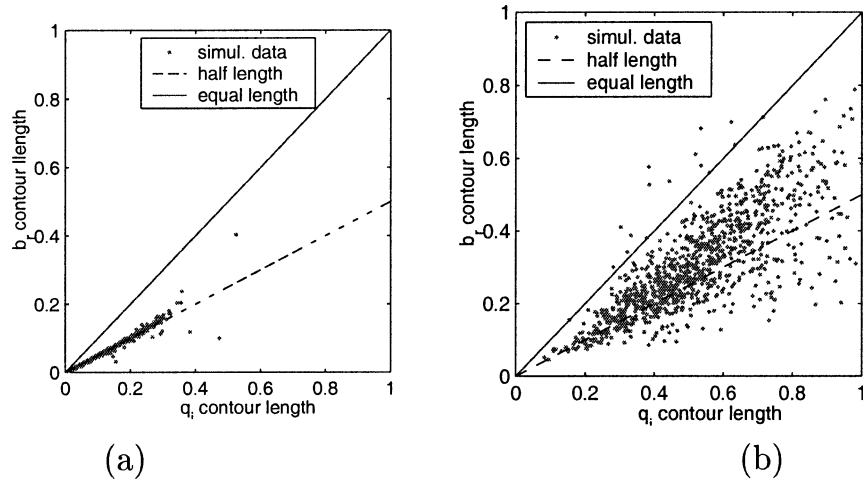 1
simul. data
half length
equal length
0.8
0.6
0.4
0.2
0
0 0.2 0.4 0.6 0.8 1
b_r contour llength
q_i contour length
(a)
1
simul. data
half length
equal length
0.8
0.6
0.4
0.2
0
0 0.2 0.4 0.6 0.8 1
b_r contour length
q_i contour length
(b)